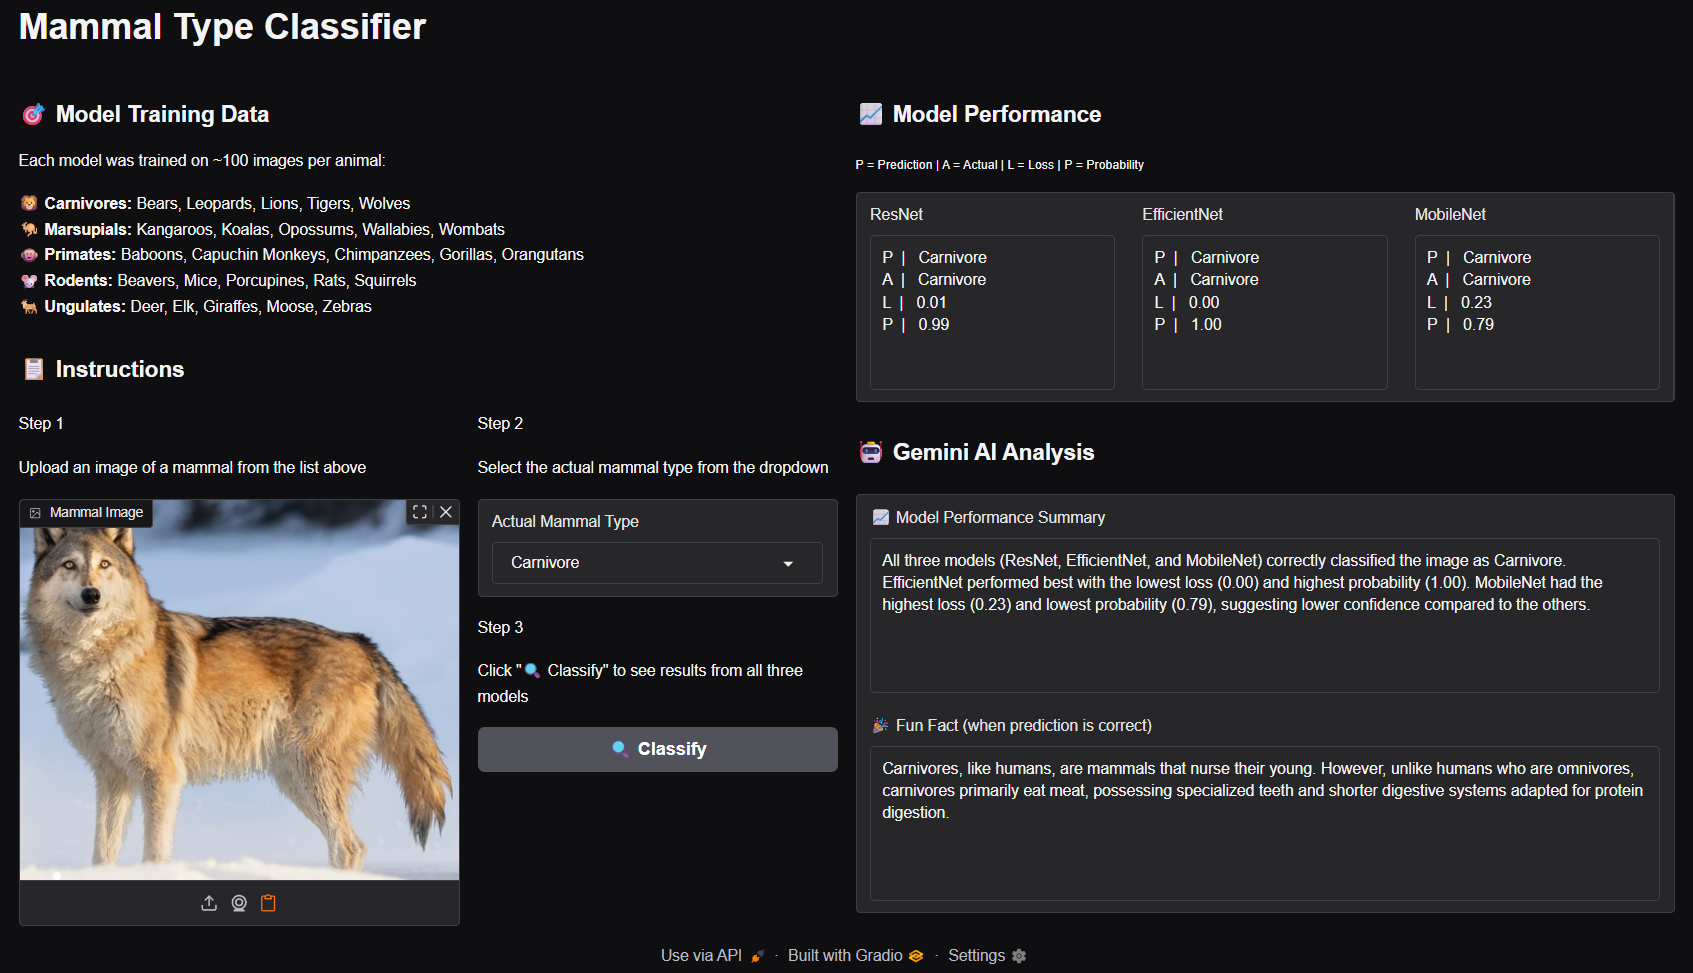 Mammal Type Classifier
🎯 Model Training Data
Each model was trained on ~100 images per animal:
🦁 Carnivores: Bears, Leopards, Lions, Tigers, Wolves
🦘 Marsupials: Kangaroos, Koalas, Opossums, Wallabies, Wombats
🐵 Primates: Baboons, Capuchin Monkeys, Chimpanzees, Gorillas, Orangutans
🐭 Rodents: Beavers, Mice, Porcupines, Rats, Squirrels
🐂 Ungulates: Deer, Elk, Giraffes, Moose, Zebras
📋 Instructions
Step 1
Upload an image of a mammal from the list above
Mammal Image
Step 2
Select the actual mammal type from the dropdown
Actual Mammal Type
Carnivore
Step 3
Click "🔍 Classify" to see results from all three
models
🔍 Classify
📈 Model Performance
P = Prediction | A = Actual | L = Loss | P = Probability
ResNet
P | Carnivore
A | Carnivore
L | 0.01
P | 0.99
EfficientNet
P | Carnivore
A | Carnivore
L | 0.00
P | 1.00
MobileNet
P | Carnivore
A | Carnivore
L | 0.23
P | 0.79
🤖 Gemini AI Analysis
📈 Model Performance Summary
All three models (ResNet, EfficientNet, and MobileNet) correctly classified the image as Carnivore.
EfficientNet performed best with the lowest loss (0.00) and highest probability (1.00). MobileNet had the
highest loss (0.23) and lowest probability (0.79), suggesting lower confidence compared to the others.
🎉 Fun Fact (when prediction is correct)
Carnivores, like humans, are mammals that nurse their young. However, unlike humans who are omnivores,
carnivores primarily eat meat, possessing specialized teeth and shorter digestive systems adapted for protein
digestion.
Use via API · Built with Gradio · Settings